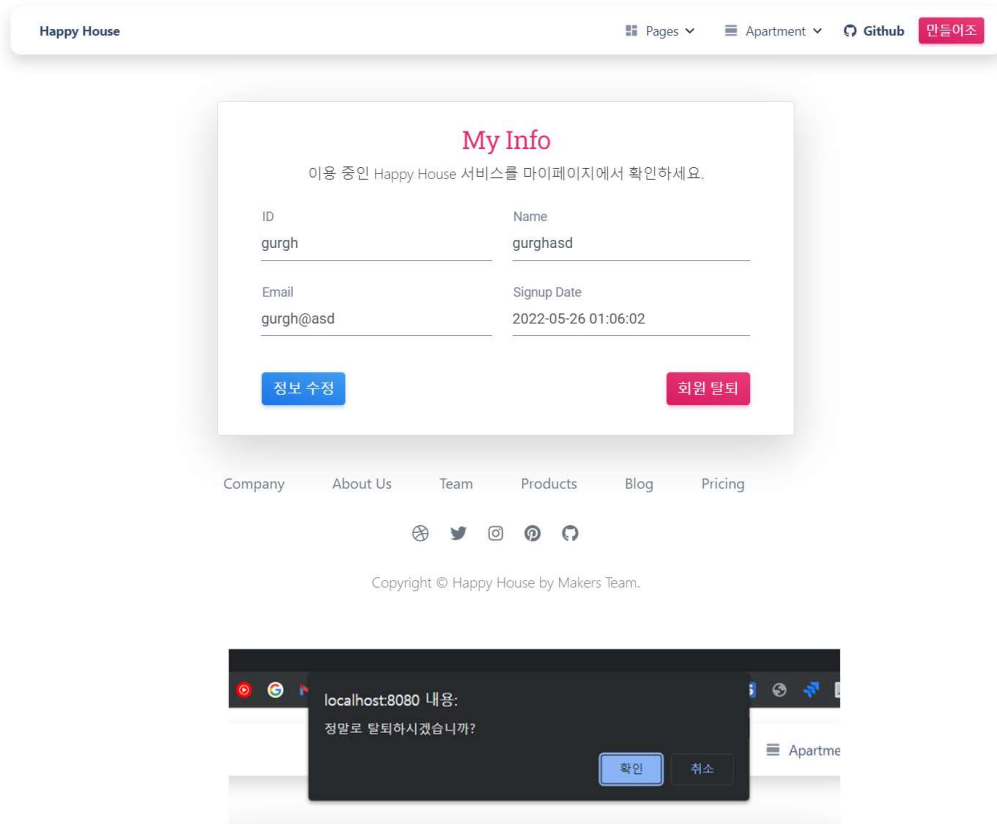 Happy House
Pages
Apartment
Github
만들어조
My Info
이용 중인 Happy House 서비스를 마이페이지에서 확인하세요.
ID
Name
gurgh
gurghasd
Email
Signup Date
gurgh@asd
2022-05-26 01:06:02
정보 수정
회원 탈퇴
Company
About Us
Team
Products
Blog
Pricing
Copyright © Happy House by Makers Team.
localhost:8080 내용:
정말로 탈퇴하시겠습니까?
확인
취소
Apartme